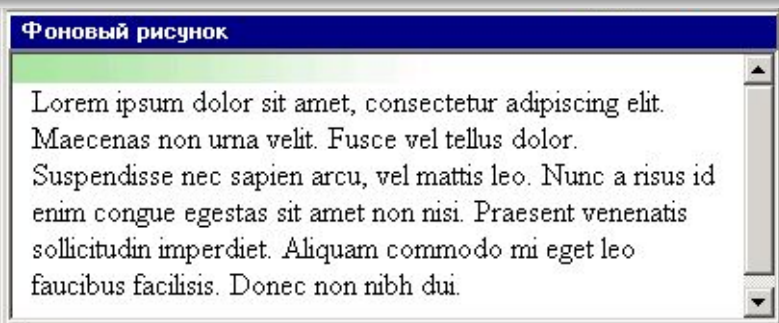 Фоновый рисунок
Lorem ipsum dolor sit amet, consectetur adipiscing elit.
Maecenas non urna velit. Fusce vel tellus dolor.
Suspendisse nec sapien arcu, vel mattis leo. Nunc a risus id
enim congue egestas sit amet non nisi. Praesent venenatis
sollicitudin imperdiet. Aliquam commodo mi eget leo
faucibus facilisis. Donec non nibh dui.